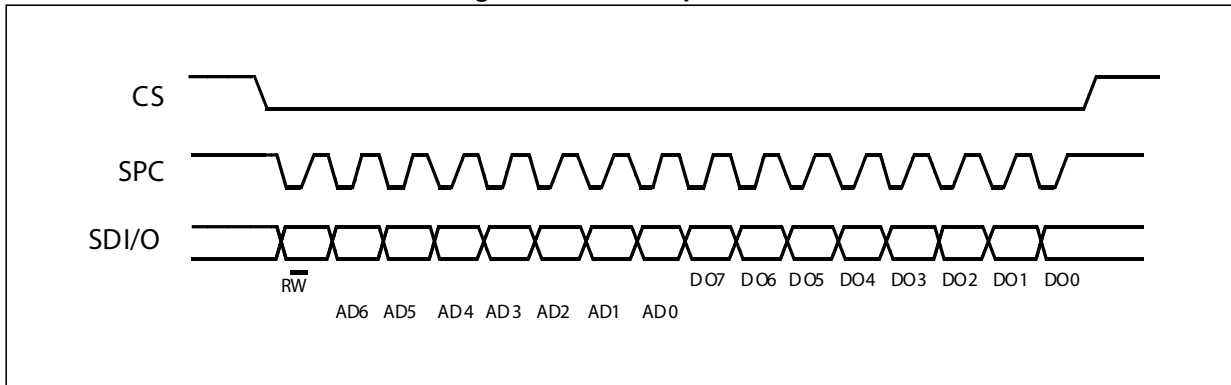 CS
SPC
SDI/O
RW
DO7 DO6 DO5 DO4 DO3 DO2 DO1 DO0
AD6 AD5 AD4 AD3 AD2 AD1 AD0